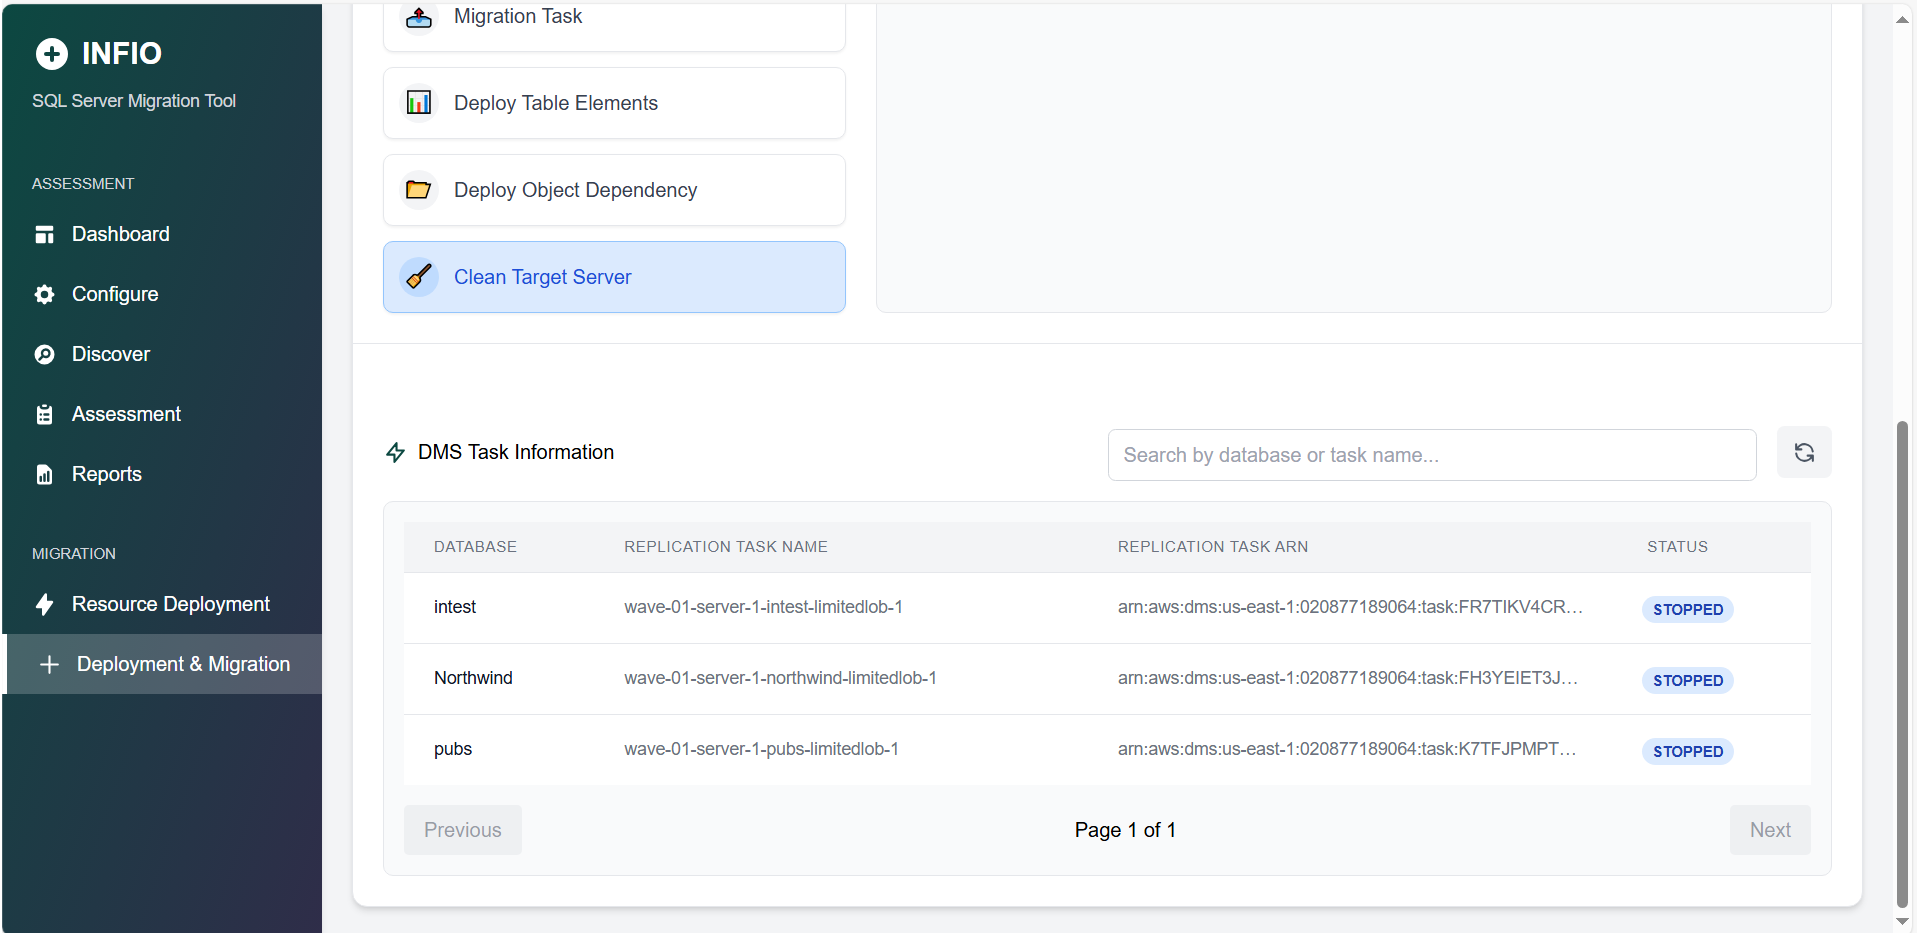 INFIO
SQL Server Migration Tool
ASSESSMENT
Dashboard
Configure
Discover
Assessment
Reports
MIGRATION
Resource Deployment
Deployment & Migration
Migration Task
Deploy Table Elements
Deploy Object Dependency
Clean Target Server
DMS Task Information
Search by database or task name...
DATABASE REPLICATION TASK NAME REPLICATION TASK ARN STATUS
intest wave-01-server-1-intest-limitedlob-1 arn:aws:dms:us-east-1:020877189064:task:FR7TIKV4CR... STOPPED
Northwind wave-01-server-1-northwind-limitedlob-1 arn:aws:dms:us-east-1:020877189064:task:FH3YEIET3J... STOPPED
pubs wave-01-server-1-pubs-limitedlob-1 arn:aws:dms:us-east-1:020877189064:task:K7TFJPMPT... STOPPED
Previous Page 1 of 1 Next